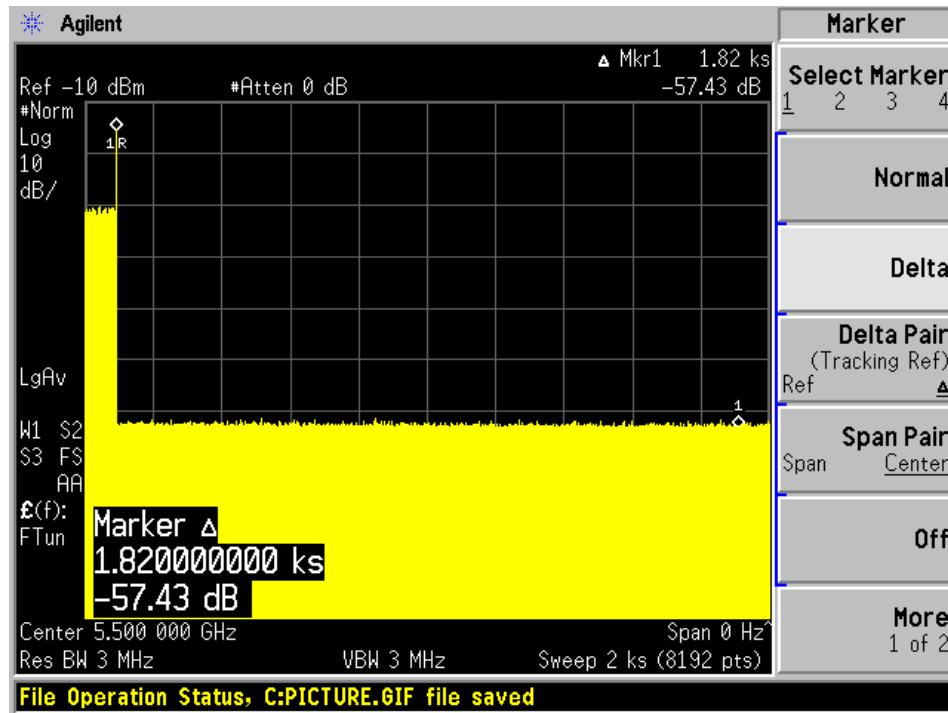 Agilent
Marker
Δ Mkr1 1.82 ks
Ref -10 dBm #Atten 0 dB -57.43 dB
#Norm
Log
10
dB/
1R
LgAv
1
W1 S2
S3 FS
AA
£(f):
FTun
Marker Δ
1.820000000 ks
-57.43 dB
Center 5.500 000 GHz Span 0 Hz^
Res BW 3 MHz VBW 3 MHz Sweep 2 ks (8192 pts)
File Operation Status, C:PICTURE.GIF file saved
Select Marker
1 2 3 4
Normal
Delta
Delta Pair
(Tracking Ref)
Ref Δ
Span Pair
Span Center
Off
More
1 of 2